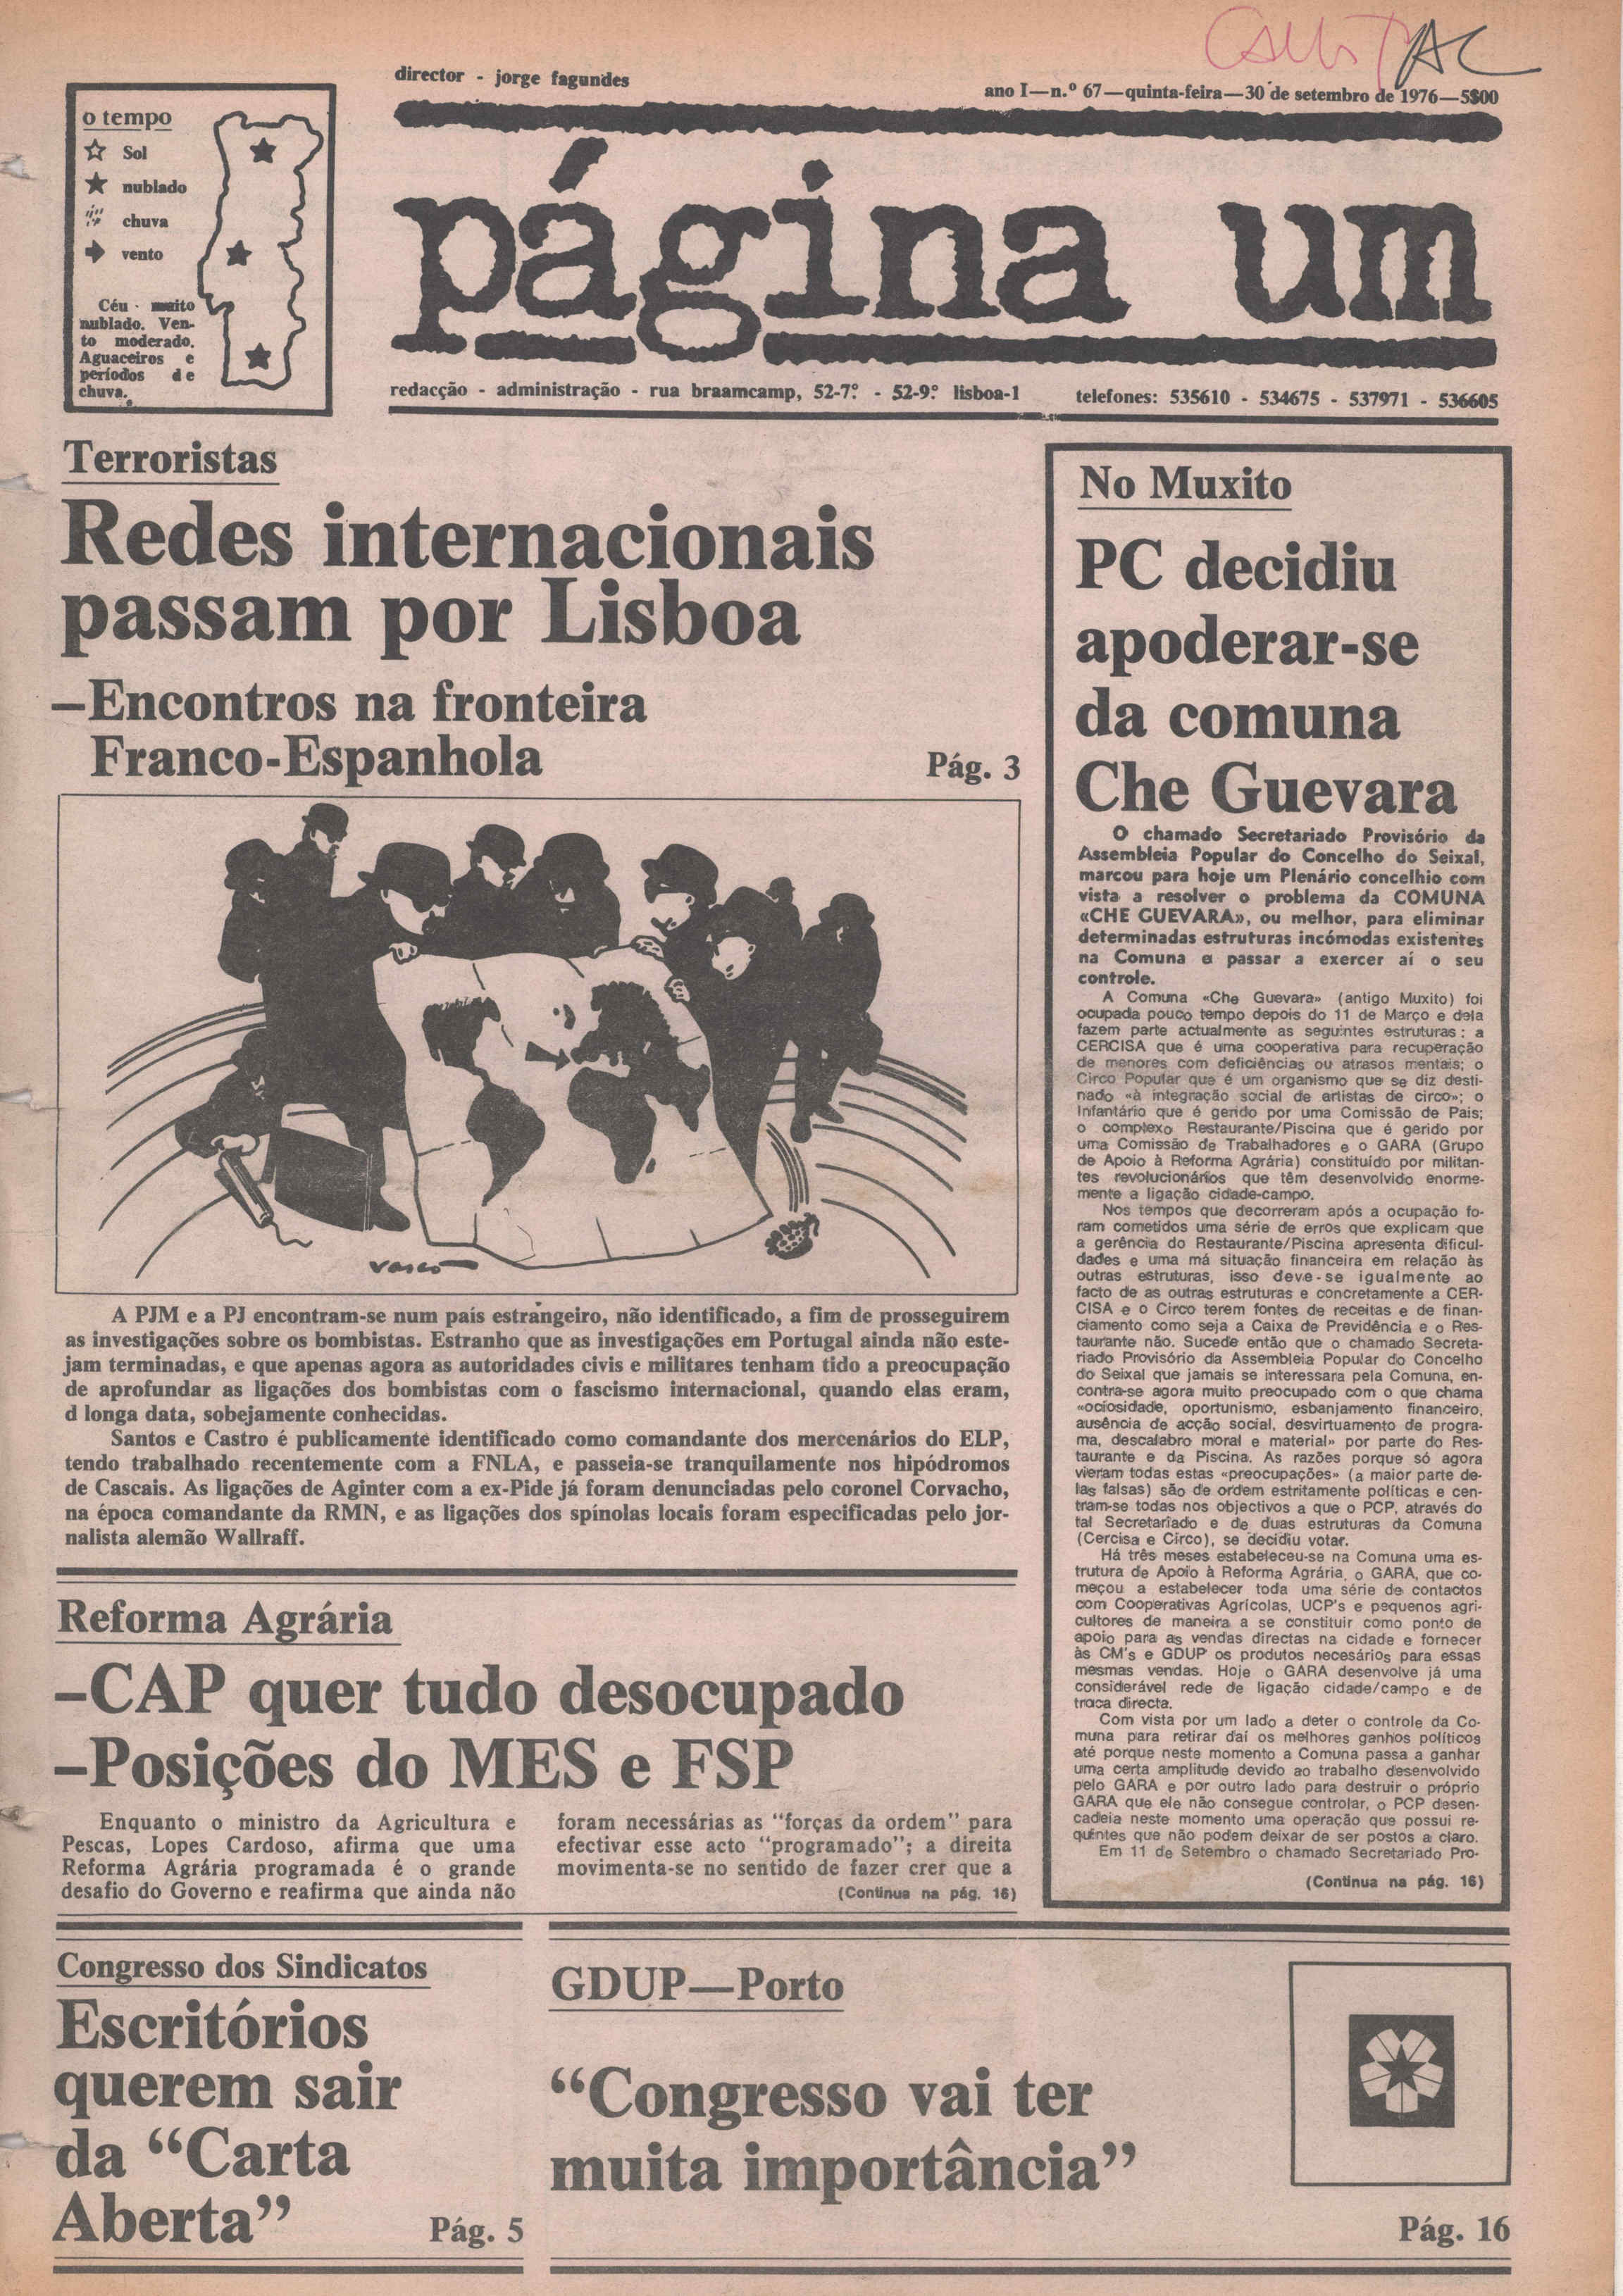 director - jorge fagundes
ano I—n.º 67—quinta-feira—30 de setembro de 1976—5$00
o tempo
Sol
nublado
chuva
vento
Céu muito
nublado. Ven-
to moderado.
Aguaceiros e
períodos de
chuva.
página um
redacção - administração - rua braamcamp, 52-7.º - 52-9.º lisboa-1
telefones: 535610 - 534675 - 537971 - 536605
Terroristas
Redes internacionais
passam por Lisboa
—Encontros na fronteira
Franco-Espanhola
Pág. 3
vasco
A PJM e a PJ encontram-se num país estrangeiro, não identificado, a fim de prosseguirem
as investigações sobre os bombistas. Estranho que as investigações em Portugal ainda não este-
jam terminadas, e que apenas agora as autoridades civis e militares tenham tido a preocupação
de aprofundar as ligações dos bombistas com o fascismo internacional, quando elas eram,
d longa data, sobejamente conhecidas.
Santos e Castro é publicamente identificado como comandante dos mercenários do ELP,
tendo trabalhado recentemente com a FNLA, e passeia-se tranquilamente nos hipódromos
de Cascais. As ligações de Aginter com a ex-Pide já foram denunciadas pelo coronel Corvacho,
na época comandante da RMN, e as ligações dos spínolas locais foram especificadas pelo jor-
nalista alemão Wallraff.
Reforma Agrária
—CAP quer tudo desocupado
—Posições do MES e FSP
Enquanto o ministro da Agricultura e
Pescas, Lopes Cardoso, afirma que uma
Reforma Agrária programada é o grande
desafio do Governo e reafirma que ainda não
foram necessárias as "forças da ordem" para
efectivar esse acto "programado"; a direita
movimenta-se no sentido de fazer crer que a
(Continua na pág. 16)
No Muxito
PC decidiu
apoderar-se
da comuna
Che Guevara
O chamado Secretariado Provisório da
Assembleia Popular do Concelho do Seixal,
marcou para hoje um Plenário concelhio com
vista a resolver o problema da COMUNA
«CHE GUEVARA», ou melhor, para eliminar
determinadas estruturas incómodas existentes
na Comuna e passar a exercer aí o seu
controle.
A Comuna «Che Guevara» (antigo Muxito) foi
ocupada pouco tempo depois do 11 de Março e dela
fazem parte actualmente as seguintes estruturas: a
CERCISA que é uma cooperativa para recuperação
de menores com deficiências ou atrasos mentais; o
Circo Popular que é um organismo que se diz desti-
nado «à integração social de artistas de circo»; o
Infantário que é gerido por uma Comissão de Pais;
o complexo Restaurante/Piscina que é gerido por
uma Comissão de Trabalhadores e o GARA (Grupo
de Apoio à Reforma Agrária) constituído por militan-
tes revolucionários que têm desenvolvido enorme-
mente a ligação cidade-campo.
Nos tempos que decorreram após a ocupação fo-
ram cometidos uma série de erros que explicam que
a gerência do Restaurante/Piscina apresenta dificul-
dades e uma má situação financeira em relação às
outras estruturas, isso deve-se igualmente ao
facto de as outras estruturas e concretamente a CER-
CISA e o Circo terem fontes de receitas e de finan-
ciamento como seja a Caixa de Previdência e o Res-
taurante não. Sucede então que o chamado Secreta-
riado Provisório da Assembleia Popular do Concelho
do Seixal que jamais se interessara pela Comuna, en-
contra-se agora muito preocupado com o que chama
«ociosidade, oportunismo, esbanjamento financeiro,
ausência de acção social, desvirtuamento de progra-
ma, descalabro moral e material» por parte do Res-
taurante e da Piscina. As razões porque só agora
vieram todas estas «preocupações» (a maior parte de-
las falsas) são de ordem estritamente políticas e cen-
tram-se todas nos objectivos a que o PCP, através do
tal Secretariado e de duas estruturas da Comuna
(Cercisa e Circo), se decidiu votar.
Há três meses estabeleceu-se na Comuna uma es-
trutura de Apoio à Reforma Agrária, o GARA, que co-
meçou a estabelecer toda uma série de contactos
com Cooperativas Agrícolas, UCP's e pequenos agri-
cultores de maneira a se constituir como ponto de
apoio para as vendas directas na cidade e fornecer
às CM's e GDUP os produtos necesários para essas
mesmas vendas. Hoje o GARA desenvolve já uma
considerável rede de ligação cidade/campo e de
troca directa.
Com vista por um lado a deter o controle da Co-
muna para retirar daí os melhores ganhos políticos
até porque neste momento a Comuna passa a ganhar
uma certa amplitude devido ao trabalho desenvolvido
pelo GARA e por outro lado para destruir o próprio
GARA que ele não consegue controlar, o PCP desen-
cadeia neste momento uma operação que possui re-
quintes que não podem deixar de ser postos a claro.
Em 11 de Setembro o chamado Secretariado Pro-
(Continua na pág. 16)
Congresso dos Sindicatos
Escritórios
querem sair
da "Carta
Aberta"
Pág. 5
GDUP—Porto
"Congresso vai ter
muita importância"
Pág. 16